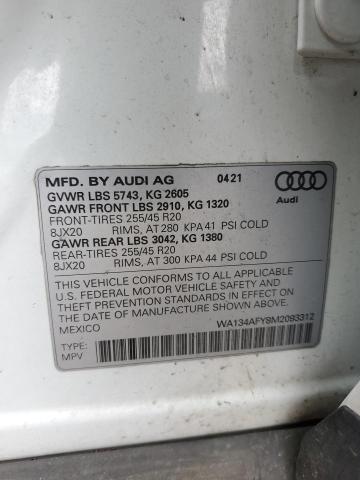 MFD. BY AUDI AG 04 21
GVWR LBS 5743, KG 2605
GAWR FRONT LBS 2910, KG 1320
FRONT-TIRES 255/45 R20
8JX20 RIMS, AT 280 KPA 41 PSI COLD
GAWR REAR LBS 3042, KG 1380
REAR-TIRES 255/45 R20
8JX20 RIMS, AT 300 KPA 44 PSI COLD
Audi
THIS VEHICLE CONFORMS TO ALL APPLICABLE
U.S. FEDERAL MOTOR VEHICLE SAFETY AND
THEFT PREVENTION STANDARDS IN EFFECT ON
THE DATE OF MANUFACTURE SHOWN ABOVE.
MEXICO
WA134AFY8M2093312
TYPE:
MPV